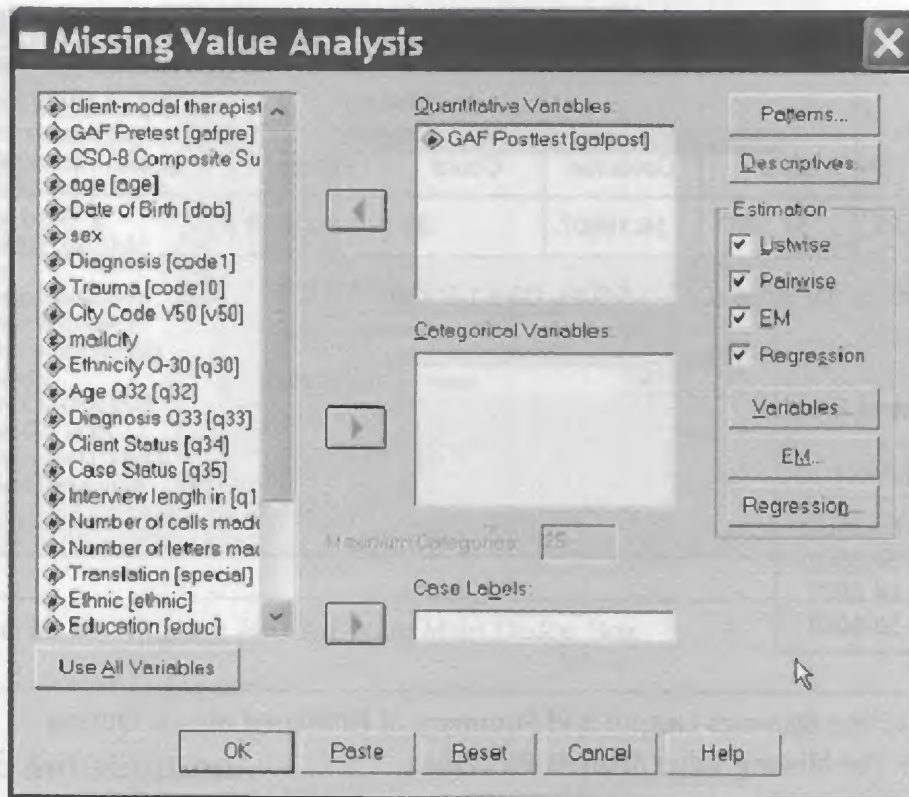 Missing Value Analysis
client-model therapist
GAF Pretest [gafpre]
CSO-8 Composite Su
age [age]
Date of Birth [dob]
sex
Diagnosis [code1]
Trauma [code10]
City Code V50 [v50]
mailcity
Ethnicity Q-30 [q30]
Age Q32 [q32]
Diagnosis Q33 [q33]
Client Status [q34]
Case Status [q35]
Interview length in [q1
Number of calls made
Number of letters mac
Translation [special]
Ethnic [ethnic]
Education [educ]
Use All Variables
Quantitative Variables:
GAF Posttest [gafpost]
Categorical Variables:
Maximum Categories: 25
Case Labels:
Patterns...
Descriptives...
Estimation
Listwise
Pairwise
EM
Regression
Variables...
EM...
Regression...
OK
Paste
Reset
Cancel
Help